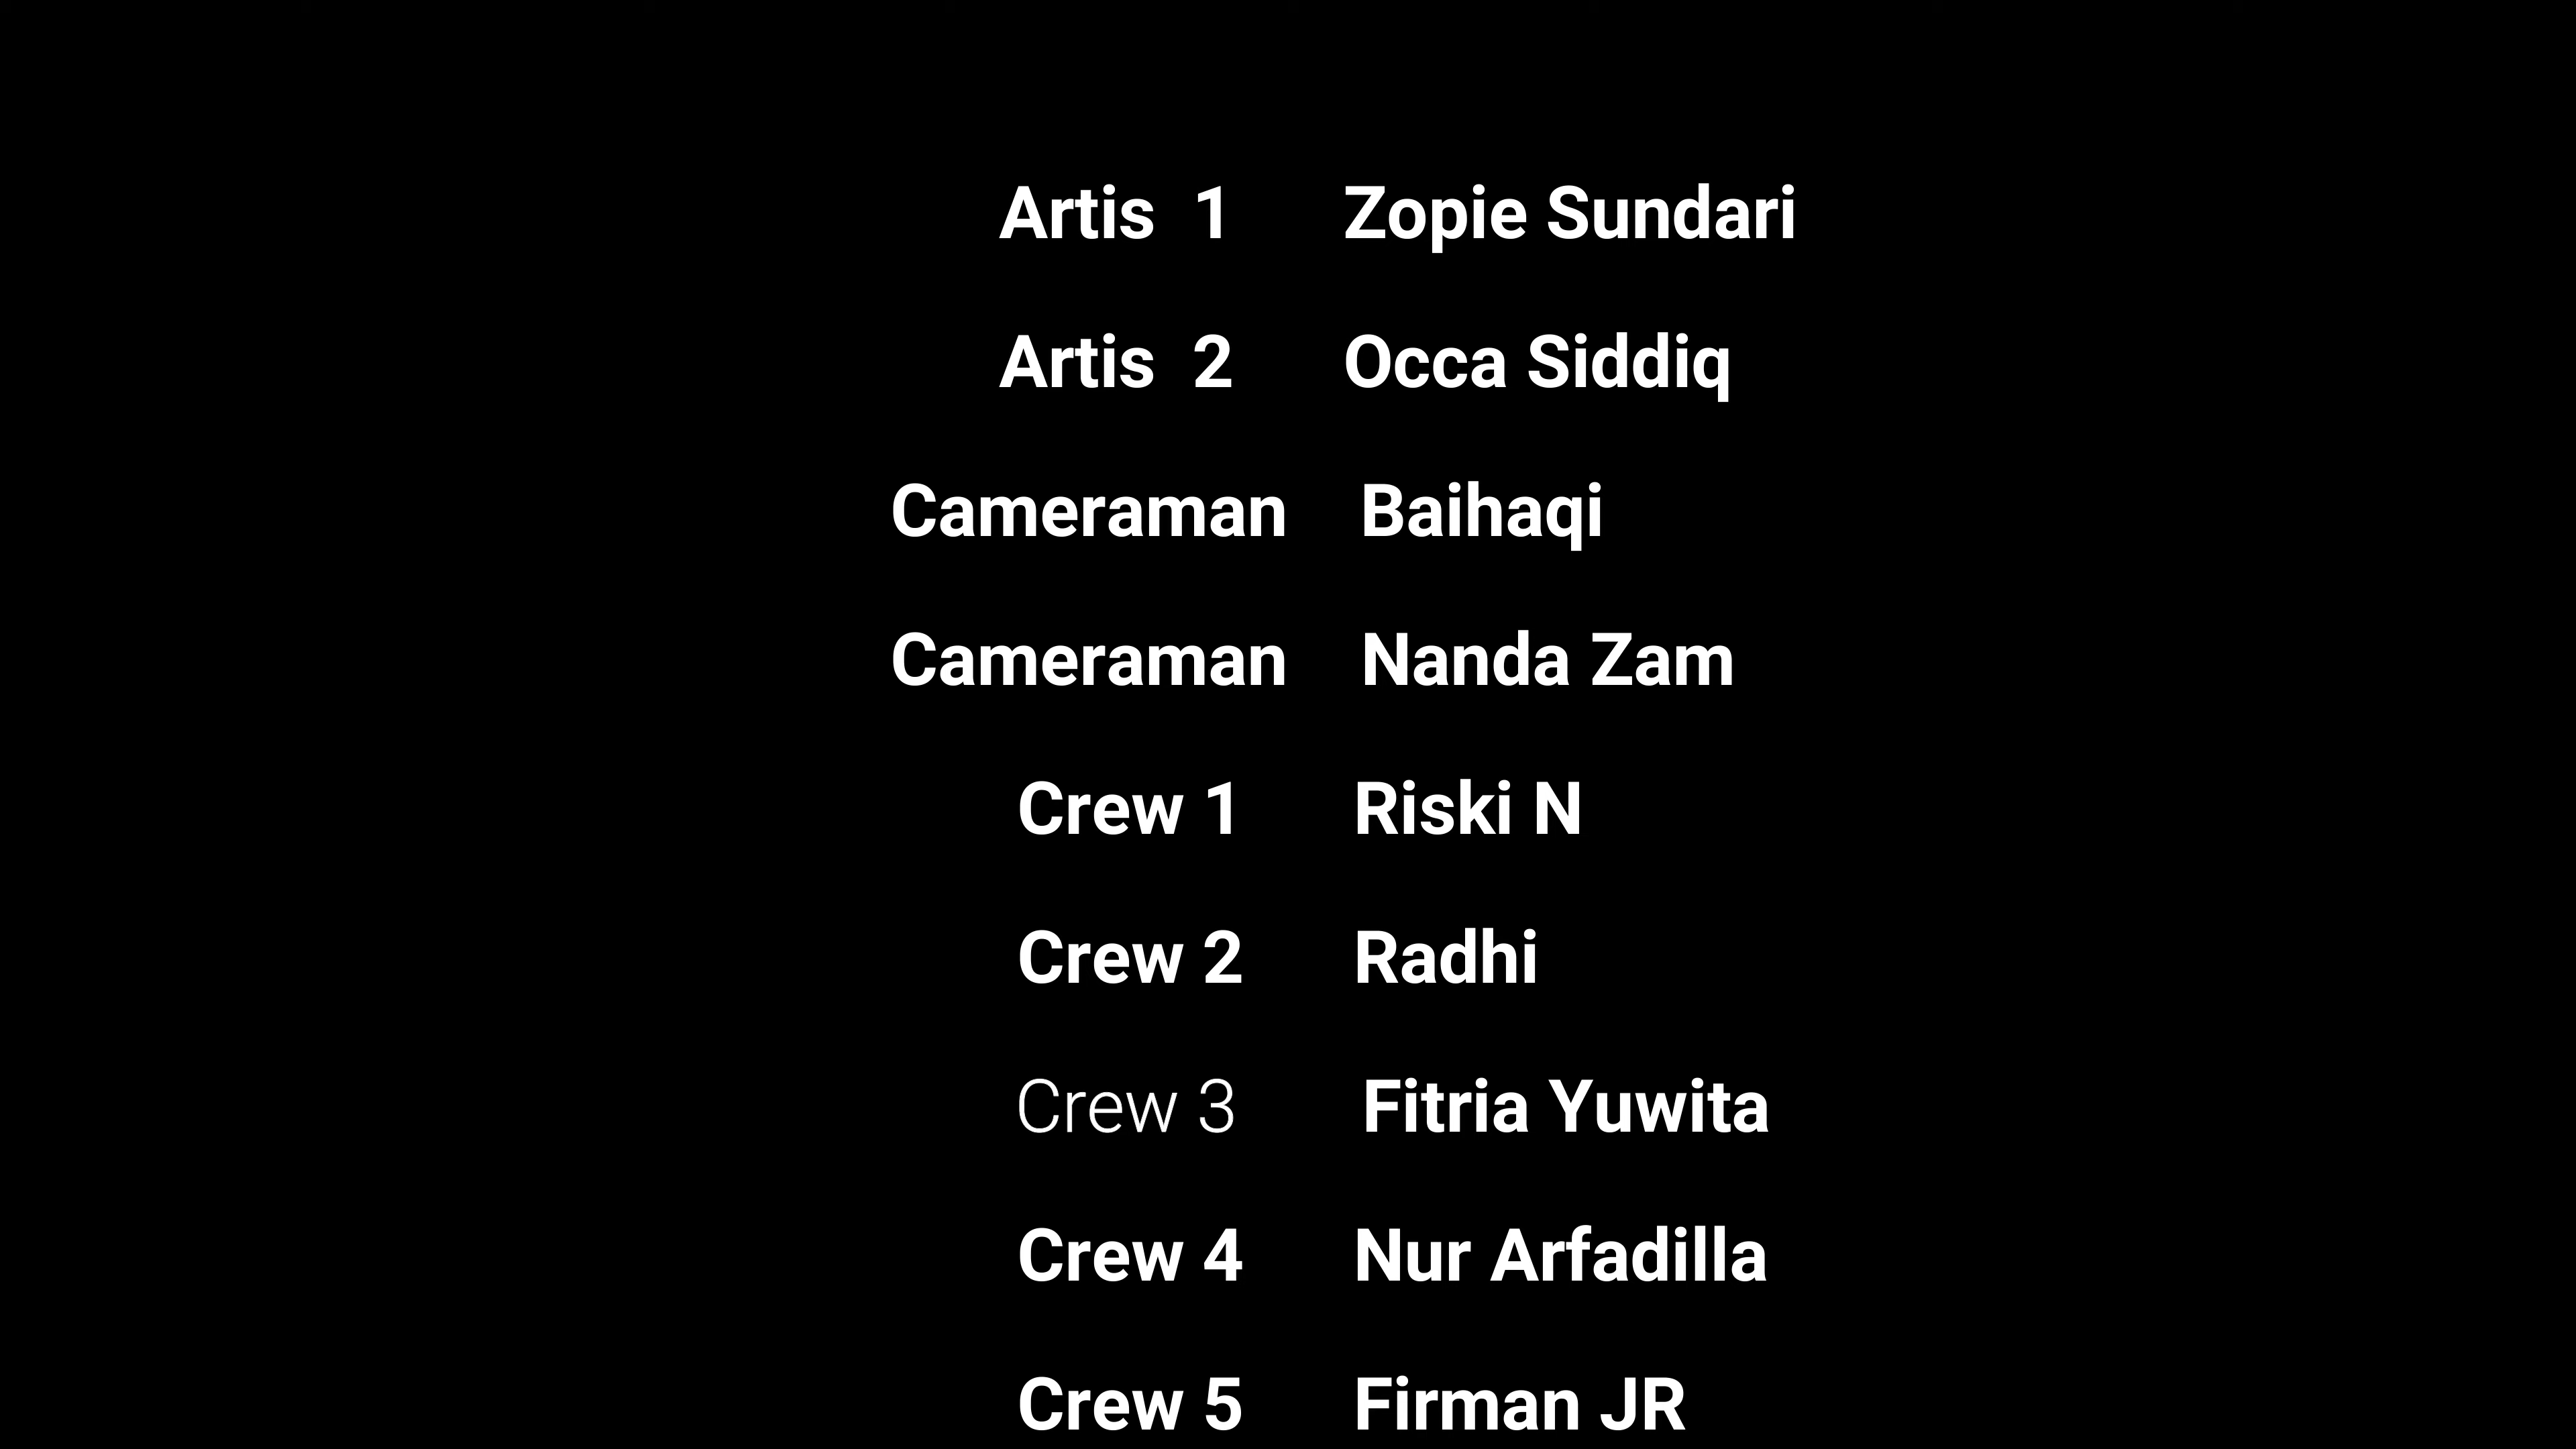 Artis 1 Zopie Sundari
Artis 2 Occa Siddiq
Cameraman Baihaqi
Cameraman Nanda Zam
Crew 1 Riski N
Crew 2 Radhi
Crew 3 Fitria Yuwita
Crew 4 Nur Arfadilla
Crew 5 Firman JR